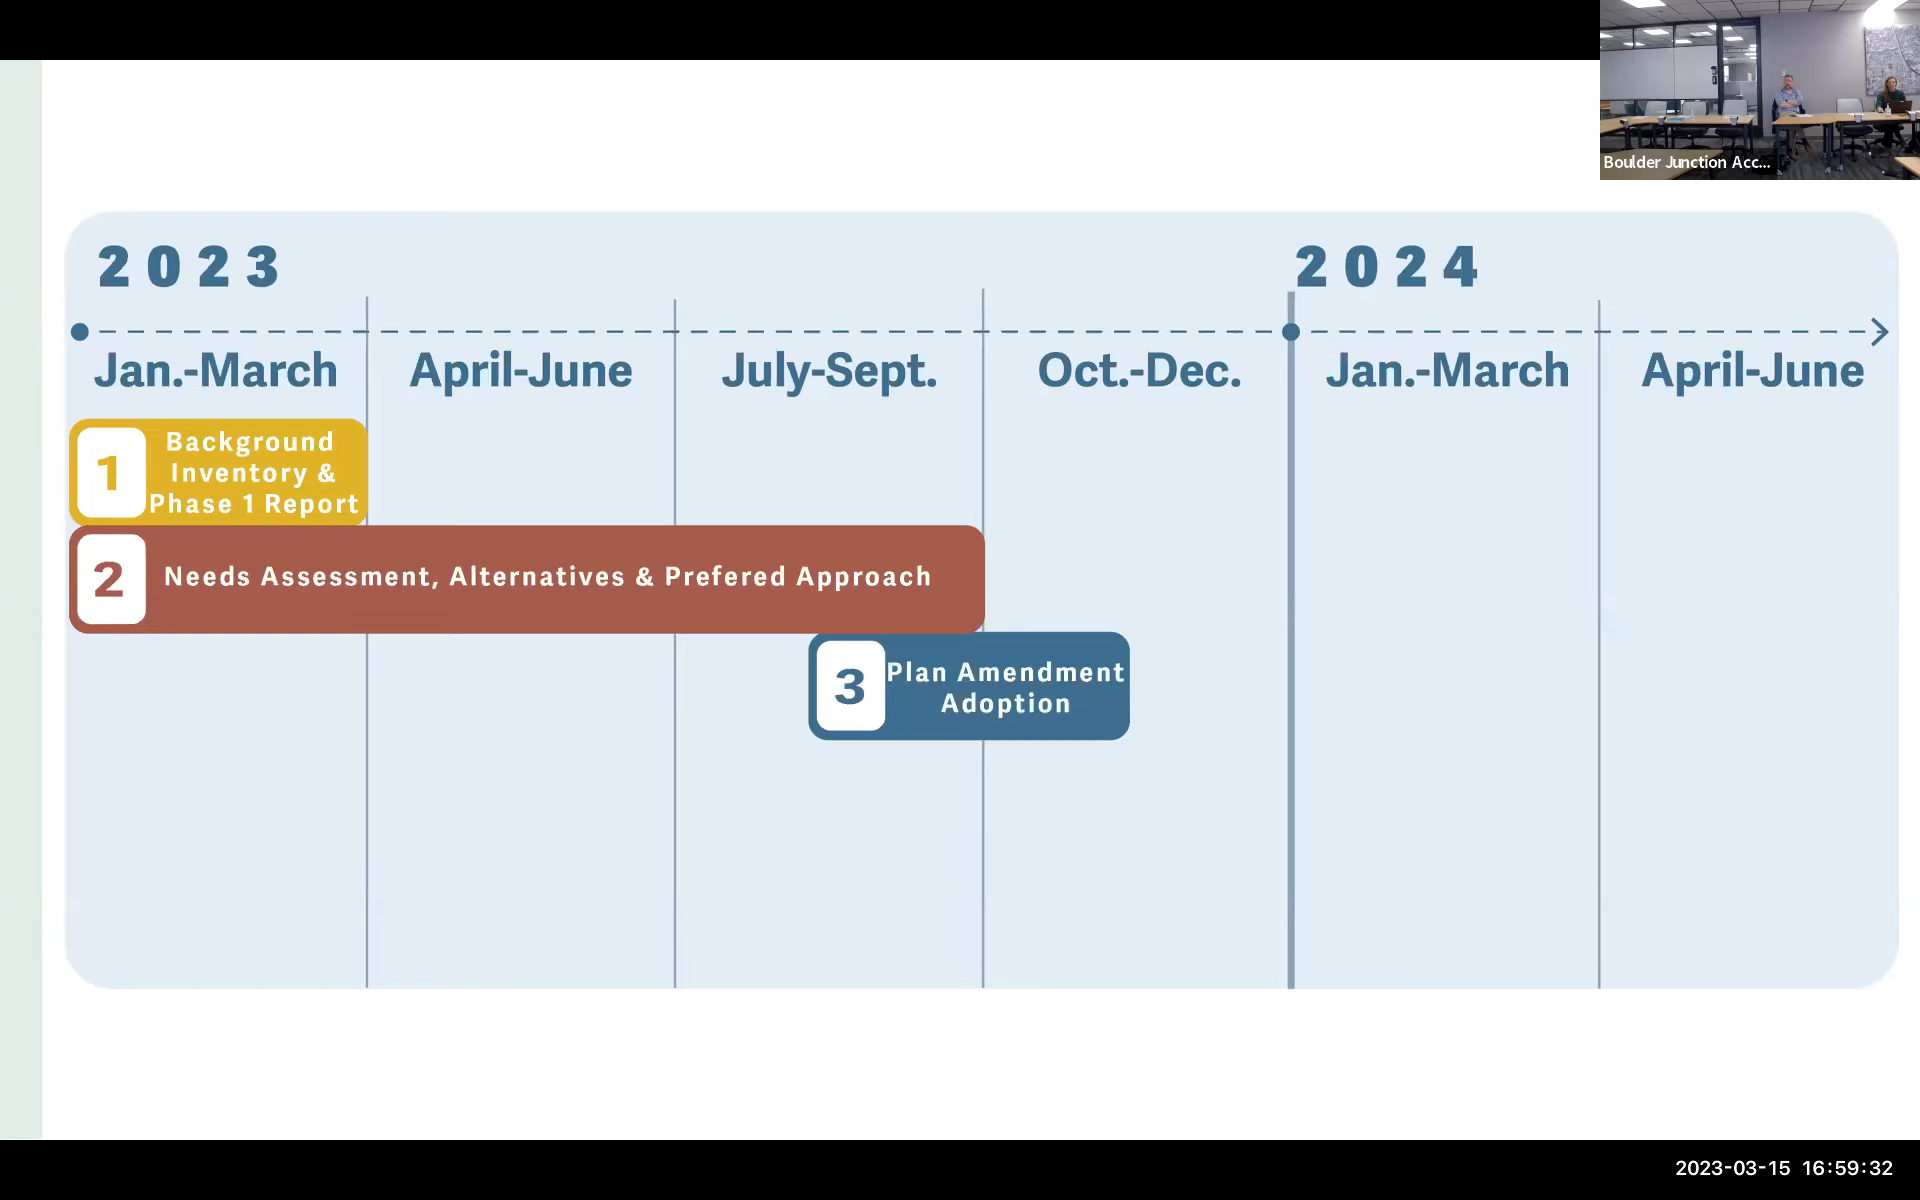 Boulder Junction Acc...
2023
2024
Jan.-March
April-June
July-Sept.
Oct.-Dec.
Jan.-March
April-June
1
Background
Inventory &
Phase 1 Report
2
Needs Assessment, Alternatives & Prefered Approach
3
Plan Amendment
Adoption
2023-03-15 16:59:32